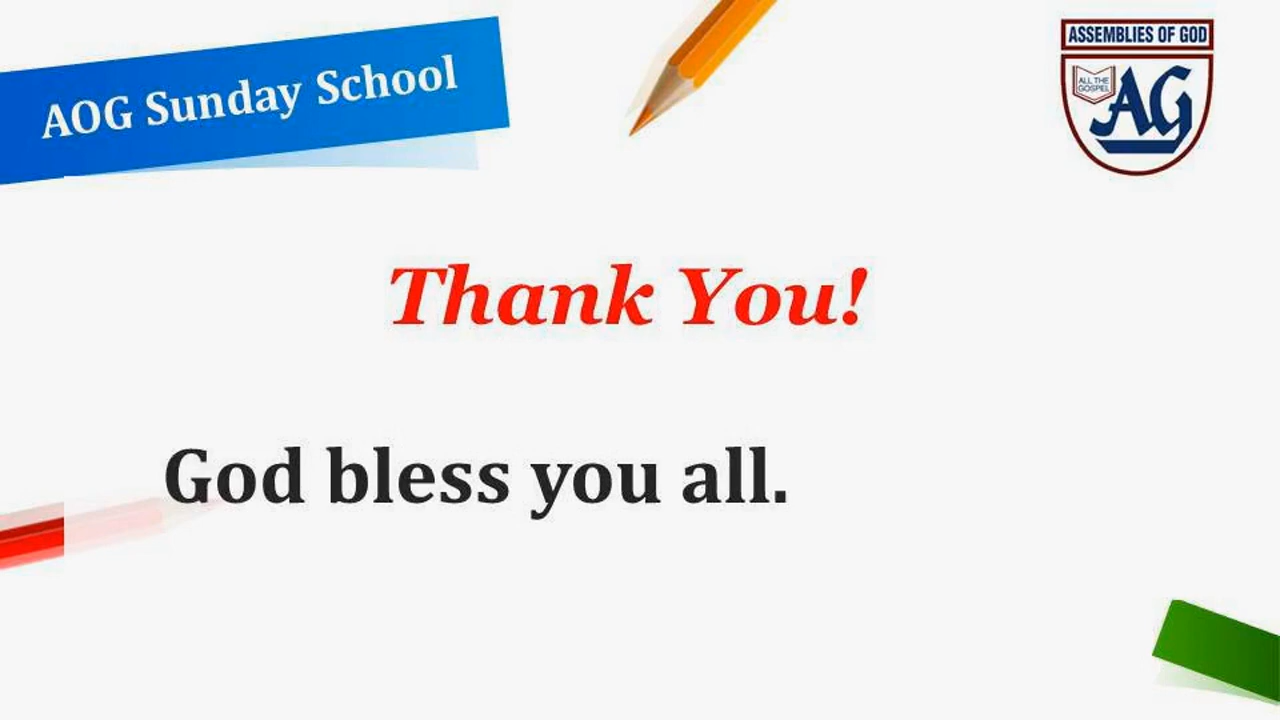 AOG Sunday School
ASSEMBLIES OF GOD
ALL THE
GOSPEL
AG
Thank You!
God bless you all.